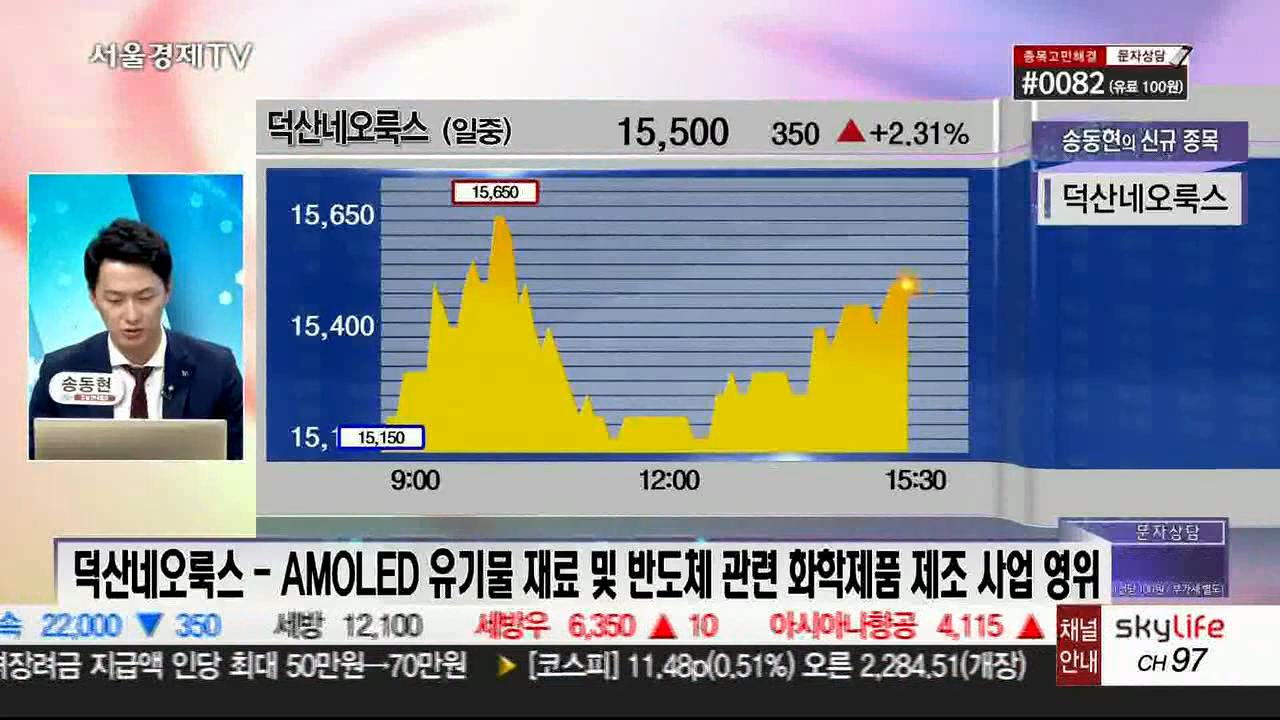 서울경제TV
종목고민해결 문자상담
#0082 (유료 100원)
덕산네오룩스 (일중) 15,500 350 ▲+2.31%
송동현의 신규 종목
덕산네오룩스
15,650
15,650
15,400
15,150
9:00 12:00 15:30
송동현
문자상담
덕산네오룩스 - AMOLED 유기물 재료 및 반도체 관련 화학제품 제조 사업 영위
속 22,000 ▼ 350 세방 12,100 세방우 6,350 ▲ 10 아시아나항공 4,115 ▲
여장려금 지급액 인당 최대 50만원→70만원 ▶ [코스피] 11.48p(0.51%) 오른 2,284.51(개장)
채널안내
skylife
CH 97